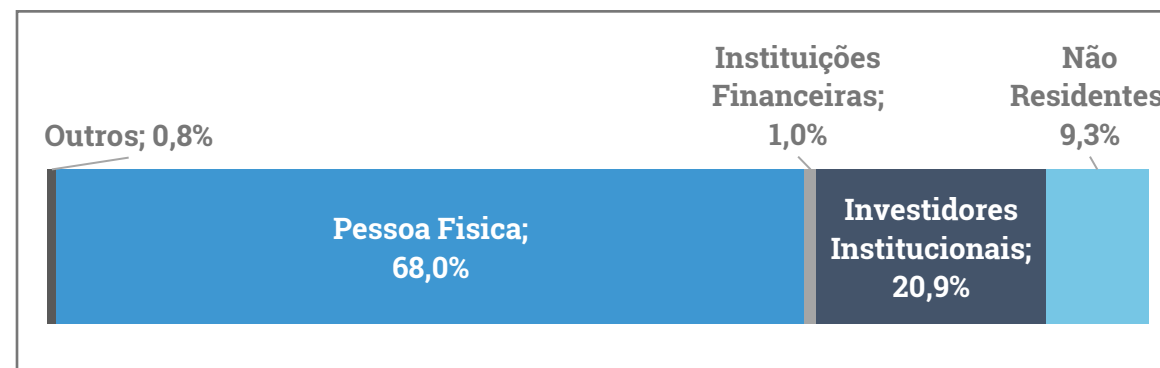 Outros; 0,8%
Instituições
Financeiras;
1,0%
Não
Residentes
9,3%
Pessoa Fisica;
68,0%
Investidores
Institucionais;
20,9%